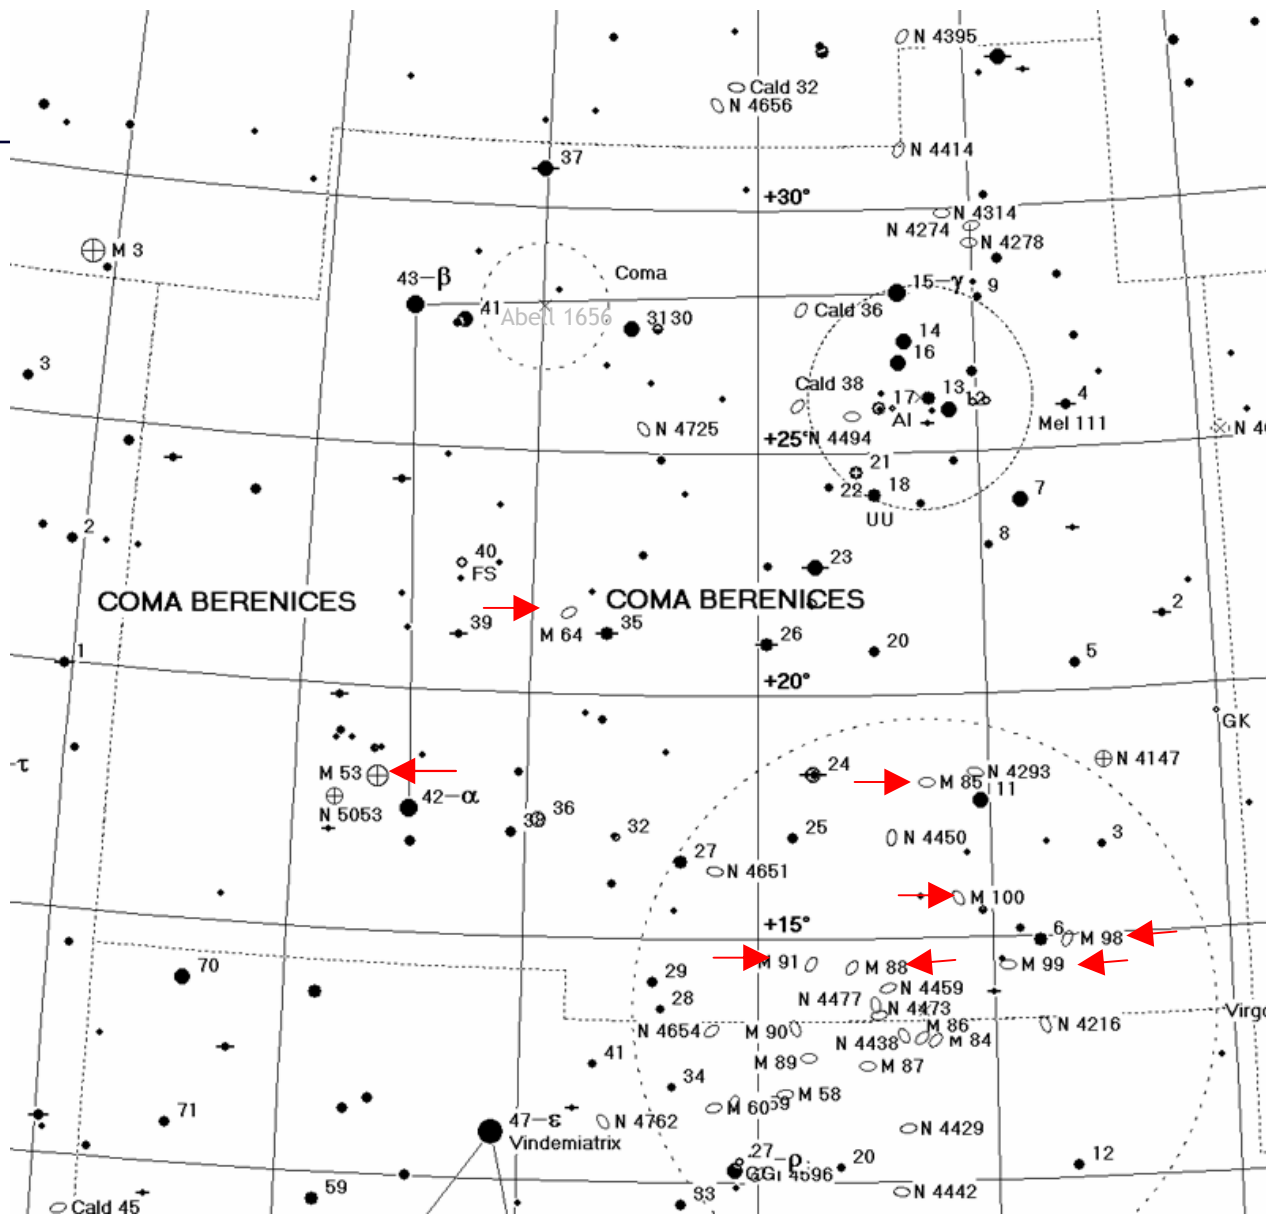 N 4395
Cald 32
N 4656
N 4414
37
+30°
N 4314
N 4274
N 4278
M 3
Coma
43-β
15-γ
9
41
Abell 1656
3130
Cald 36
14
16
3
Cald 38
17
13
12
4
AI
Mel 111
N 4725
+25°
N 4494
N 4
21
22
18
7
UU
2
8
40
FS
23
COMA BERENICES
COMA BERENICES
2
39
M 64
35
26
20
5
1
+20°
GK
-τ
M 53
24
N 4293
N 4147
M 85
11
42-α
N 5053
36
32
25
N 4450
3
27
N 4651
M 100
+15°
6
M 98
70
M 91
M 88
M 99
29
N 4459
28
N 4477
N 4473
Virgo
N 4654
M 90
M 86
N 4216
N 4438
M 84
41
M 89
M 87
34
M 58
71
M 60
59
47-ε
N 4762
Vindemiatrix
N 4429
27-ρ
20
12
59
33
N 4442
Cald 45